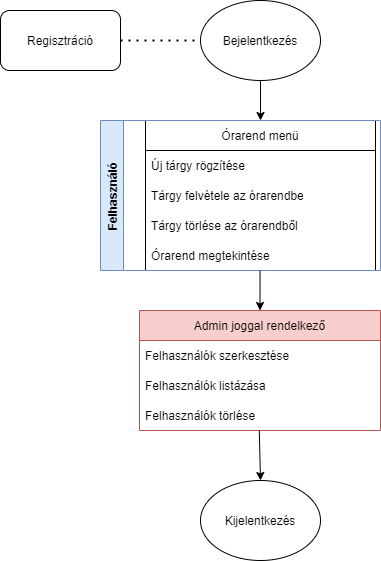 Regisztráció
Bejelentkezés
Felhasználó
Órarend menü
Új tárgy rögzítése
Tárgy felvétele az órarendbe
Tárgy törlése az órarendből
Órarend megtekintése
Admin joggal rendelkező
Felhasználók szerkesztése
Felhasználók listázása
Felhasználók törlése
Kijelentkezés